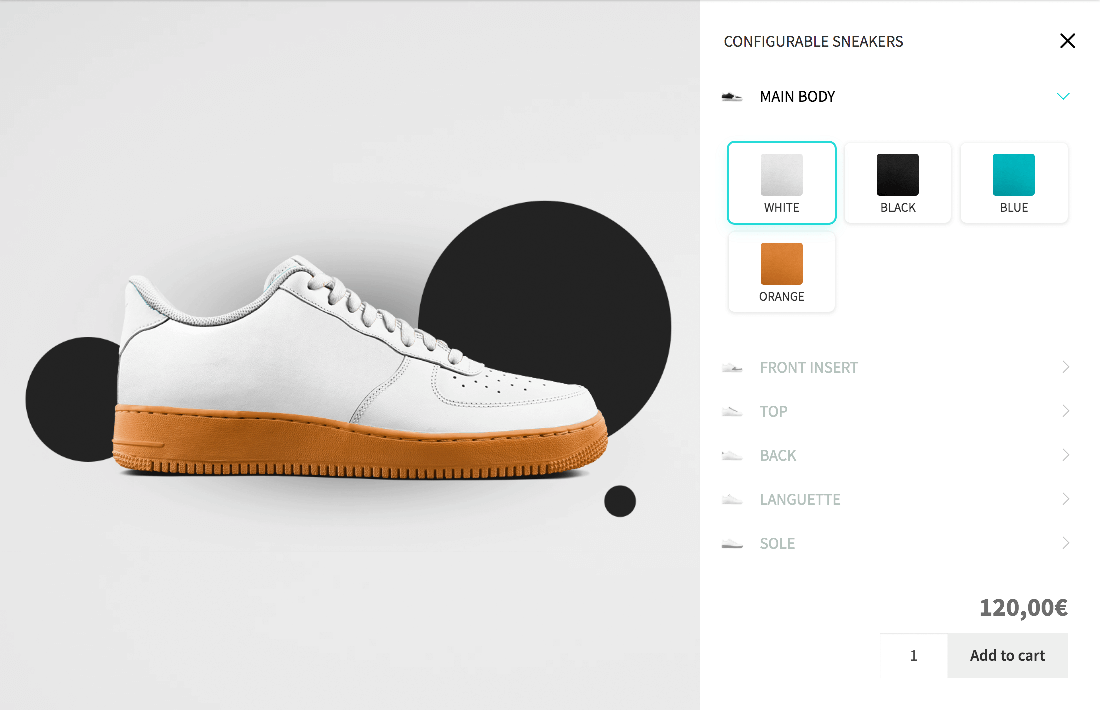 CONFIGURABLE SNEAKERS
MAIN BODY
WHITE
BLACK
BLUE
ORANGE
FRONT INSERT
TOP
BACK
LANGUETTE
SOLE
120,00€
1
Add to cart